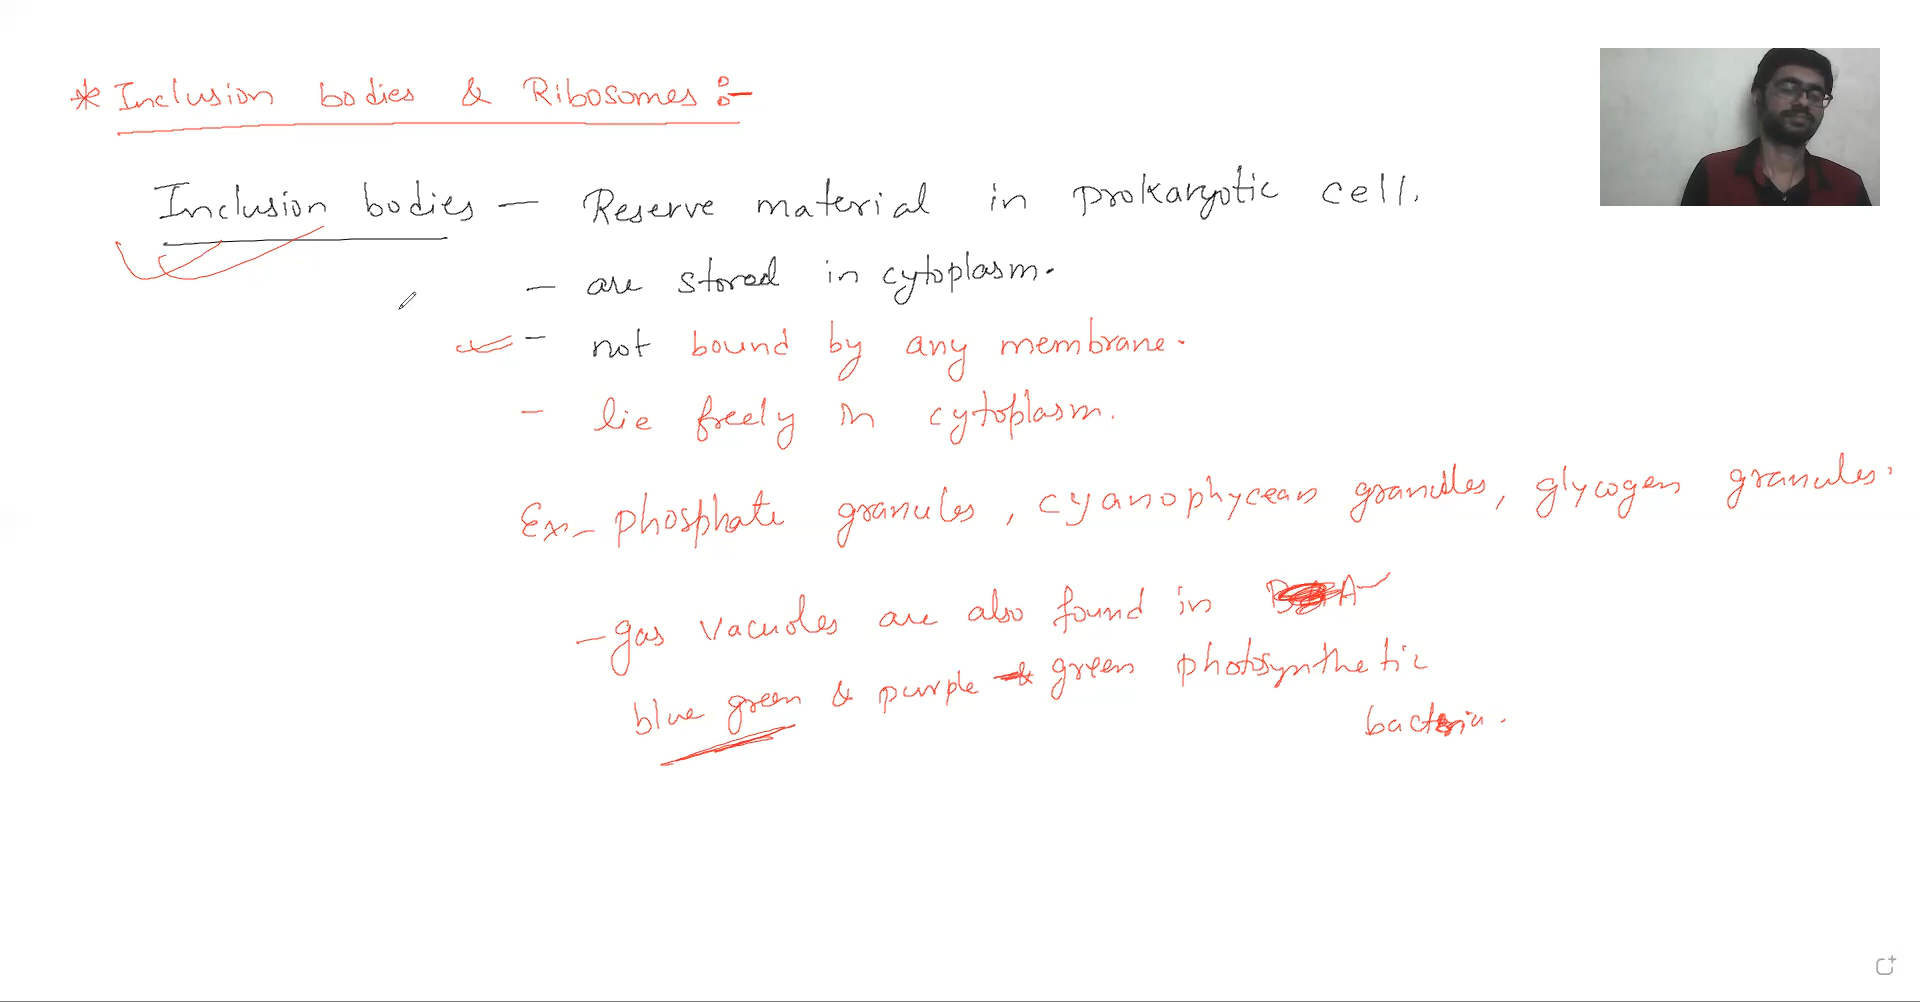 * Inclusion bodies & Ribosomes :-
Inclusion bodies — Reserve material in prokaryotic cell.
- are stored in cytoplasm.
- not bound by any membrane.
- lie freely in cytoplasm.
Ex- phosphate granules, cyanophycean granules, glycogen granules.
- gas vacuoles are also found in
blue green & purple green photosynthetic
bacteria.